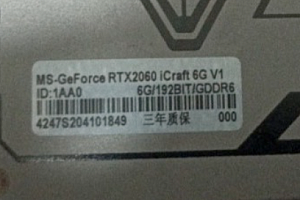 MS-GeForce RTX2060 iCraft 6G V1
ID:1AA0 6G/192BIT/GDDR6
4247S204101849 三年质保 000